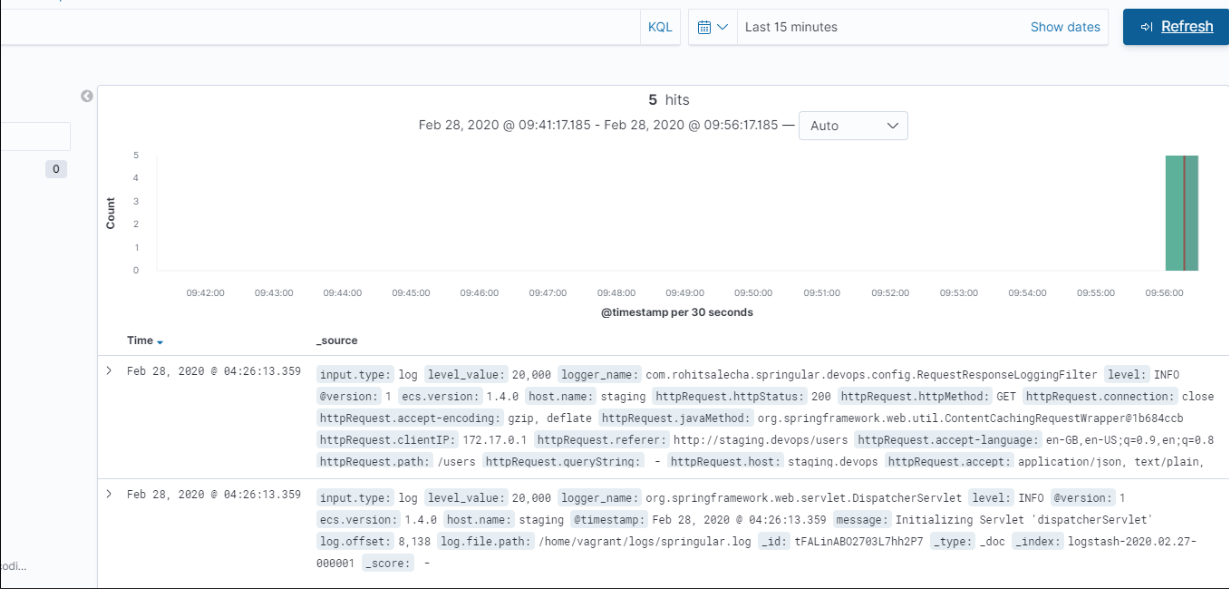 KQL Last 15 minutes Show dates Refresh
5 hits
Feb 28, 2020 @ 09:41:17.185 - Feb 28, 2020 @ 09:56:17.185 — Auto
0
5
4
3
2
1
0
Count
09:42:00 09:43:00 09:44:00 09:45:00 09:46:00 09:47:00 09:48:00 09:49:00 09:50:00 09:51:00 09:52:00 09:53:00 09:54:00 09:55:00 09:56:00
@timestamp per 30 seconds
Time _source
Feb 28, 2020 @ 04:26:13.359 input.type: log level_value: 20,000 logger_name: com.rohitsalecha.springular.devops.config.RequestResponseLoggingFilter level: INFO
@version: 1 ecs.version: 1.4.0 host.name: staging httpRequest.httpStatus: 200 httpRequest.httpMethod: GET httpRequest.connection: close
httpRequest.accept-encoding: gzip, deflate httpRequest.javaMethod: org.springframework.web.util.ContentCachingRequestWrapper@1b684ccb
httpRequest.clientIP: 172.17.0.1 httpRequest.referer: http://staging.devops/users httpRequest.accept-language: en-GB,en-US;q=0.9,en;q=0.8
httpRequest.path: /users httpRequest.queryString: - httpRequest.host: staging.devops httpRequest.accept: application/json, text/plain,
Feb 28, 2020 @ 04:26:13.359 input.type: log level_value: 20,000 logger_name: org.springframework.web.servlet.DispatcherServlet level: INFO @version: 1
ecs.version: 1.4.0 host.name: staging @timestamp: Feb 28, 2020 @ 04:26:13.359 message: Initializing Servlet 'dispatcherServlet'
log.offset: 8,138 log.file.path: /home/vagrant/logs/springular.log _id: tFALinABO2703L7hh2P7 _type: _doc _index: logstash-2020.02.27-
000001 _score: -
codi...